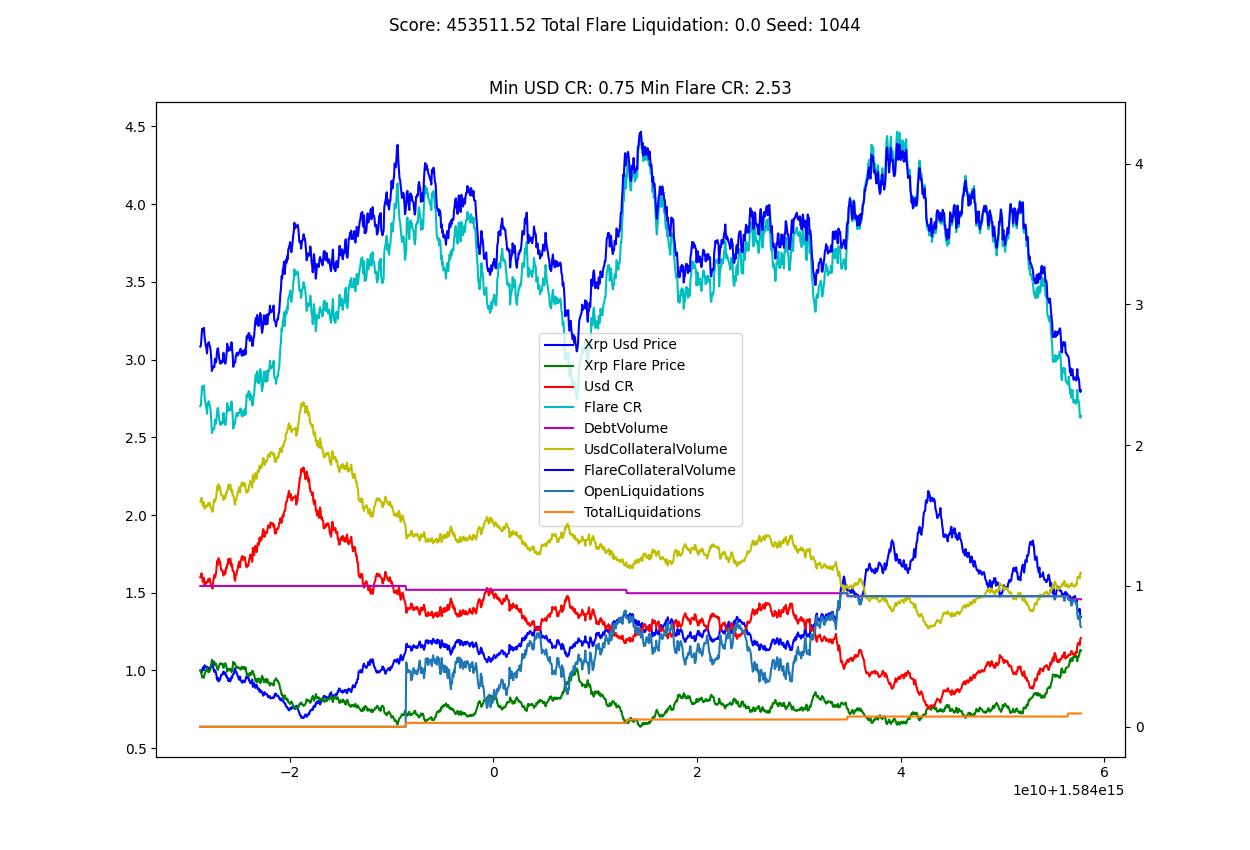 Score: 453511.52 Total Flare Liquidation: 0.0 Seed: 1044
Min USD CR: 0.75 Min Flare CR: 2.53
4.5
4.0
3.5
3.0
2.5
2.0
1.5
1.0
0.5
4
3
2
1
0
Xrp Usd Price
Xrp Flare Price
Usd CR
Flare CR
DebtVolume
UsdCollateralVolume
FlareCollateralVolume
OpenLiquidations
TotalLiquidations
−2 0 2 4 6
1e10+1.584e15